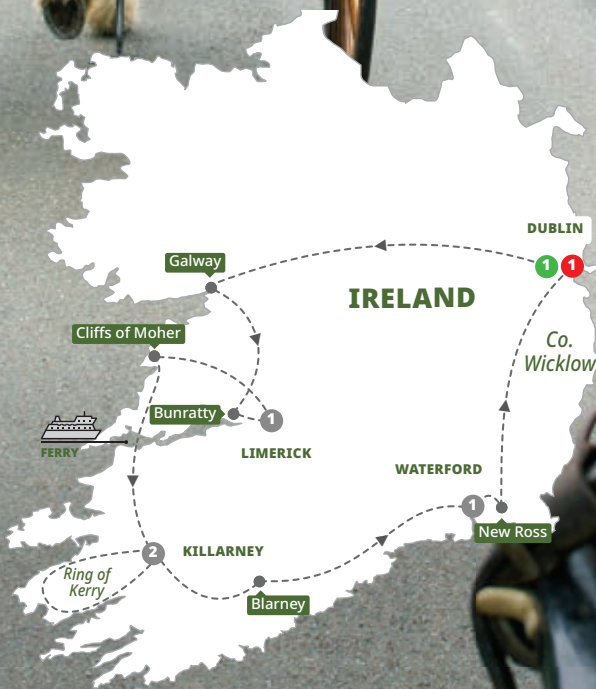 DUBLIN
1 1
Galway
IRELAND
Cliffs of Moher
Co.
Wicklow
Bunratty
1
FERRY
LIMERICK
WATERFORD
1
New Ross
2
KILLARNEY
Ring of
Kerry
Blarney